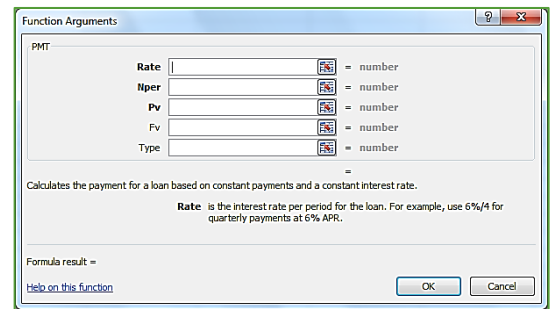 Function Arguments
PMT
Rate = number
Nper = number
Pv = number
Fv = number
Type = number
=
Calculates the payment for a loan based on constant payments and a constant interest rate.
Rate is the interest rate per period for the loan. For example, use 6%/4 for
quarterly payments at 6% APR.
Formula result =
Help on this function OK Cancel